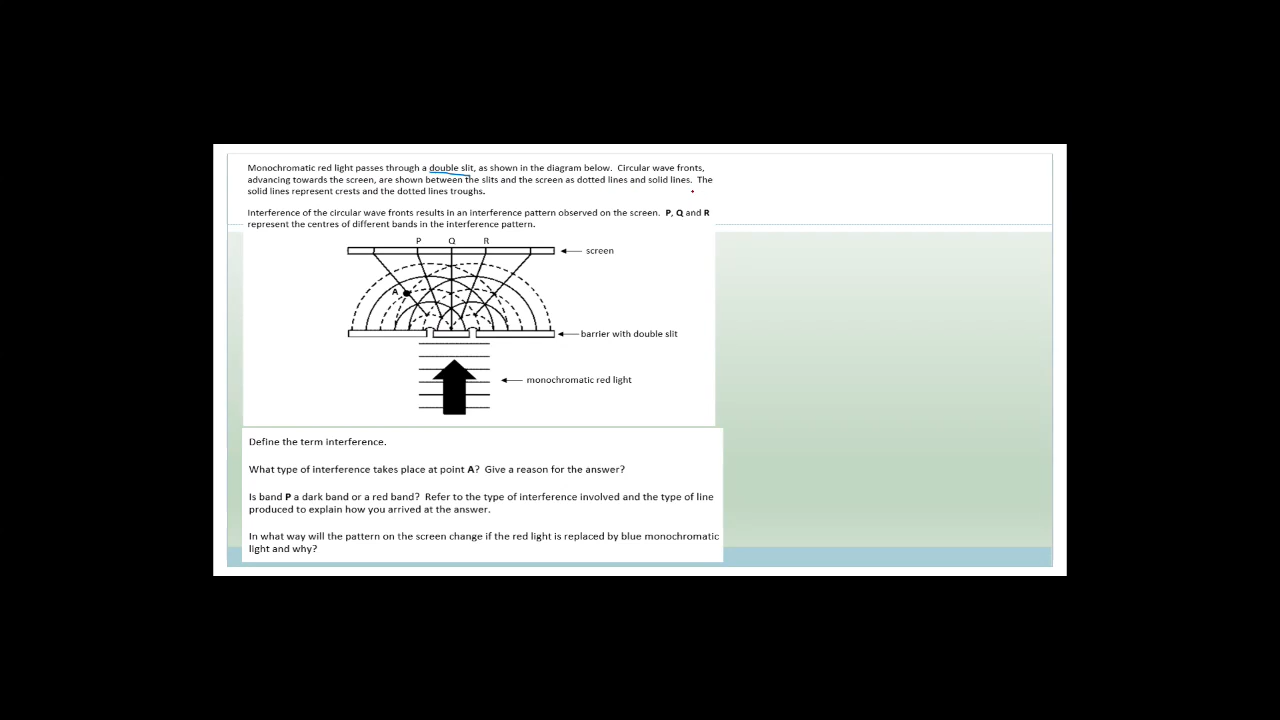 Monochromatic red light passes through a double slit, as shown in the diagram below. Circular wave fronts,
advancing towards the screen, are shown between the slits and the screen as dotted lines and solid lines. The
solid lines represent crests and the dotted lines troughs.
Interference of the circular wave fronts results in an interference pattern observed on the screen. P, Q and R
represent the centres of different bands in the interference pattern.
P Q R
screen
A
barrier with double slit
monochromatic red light
Define the term interference.
What type of interference takes place at point A? Give a reason for the answer?
Is band P a dark band or a red band? Refer to the type of interference involved and the type of line
produced to explain how you arrived at the answer.
In what way will the pattern on the screen change if the red light is replaced by blue monochromatic
light and why?